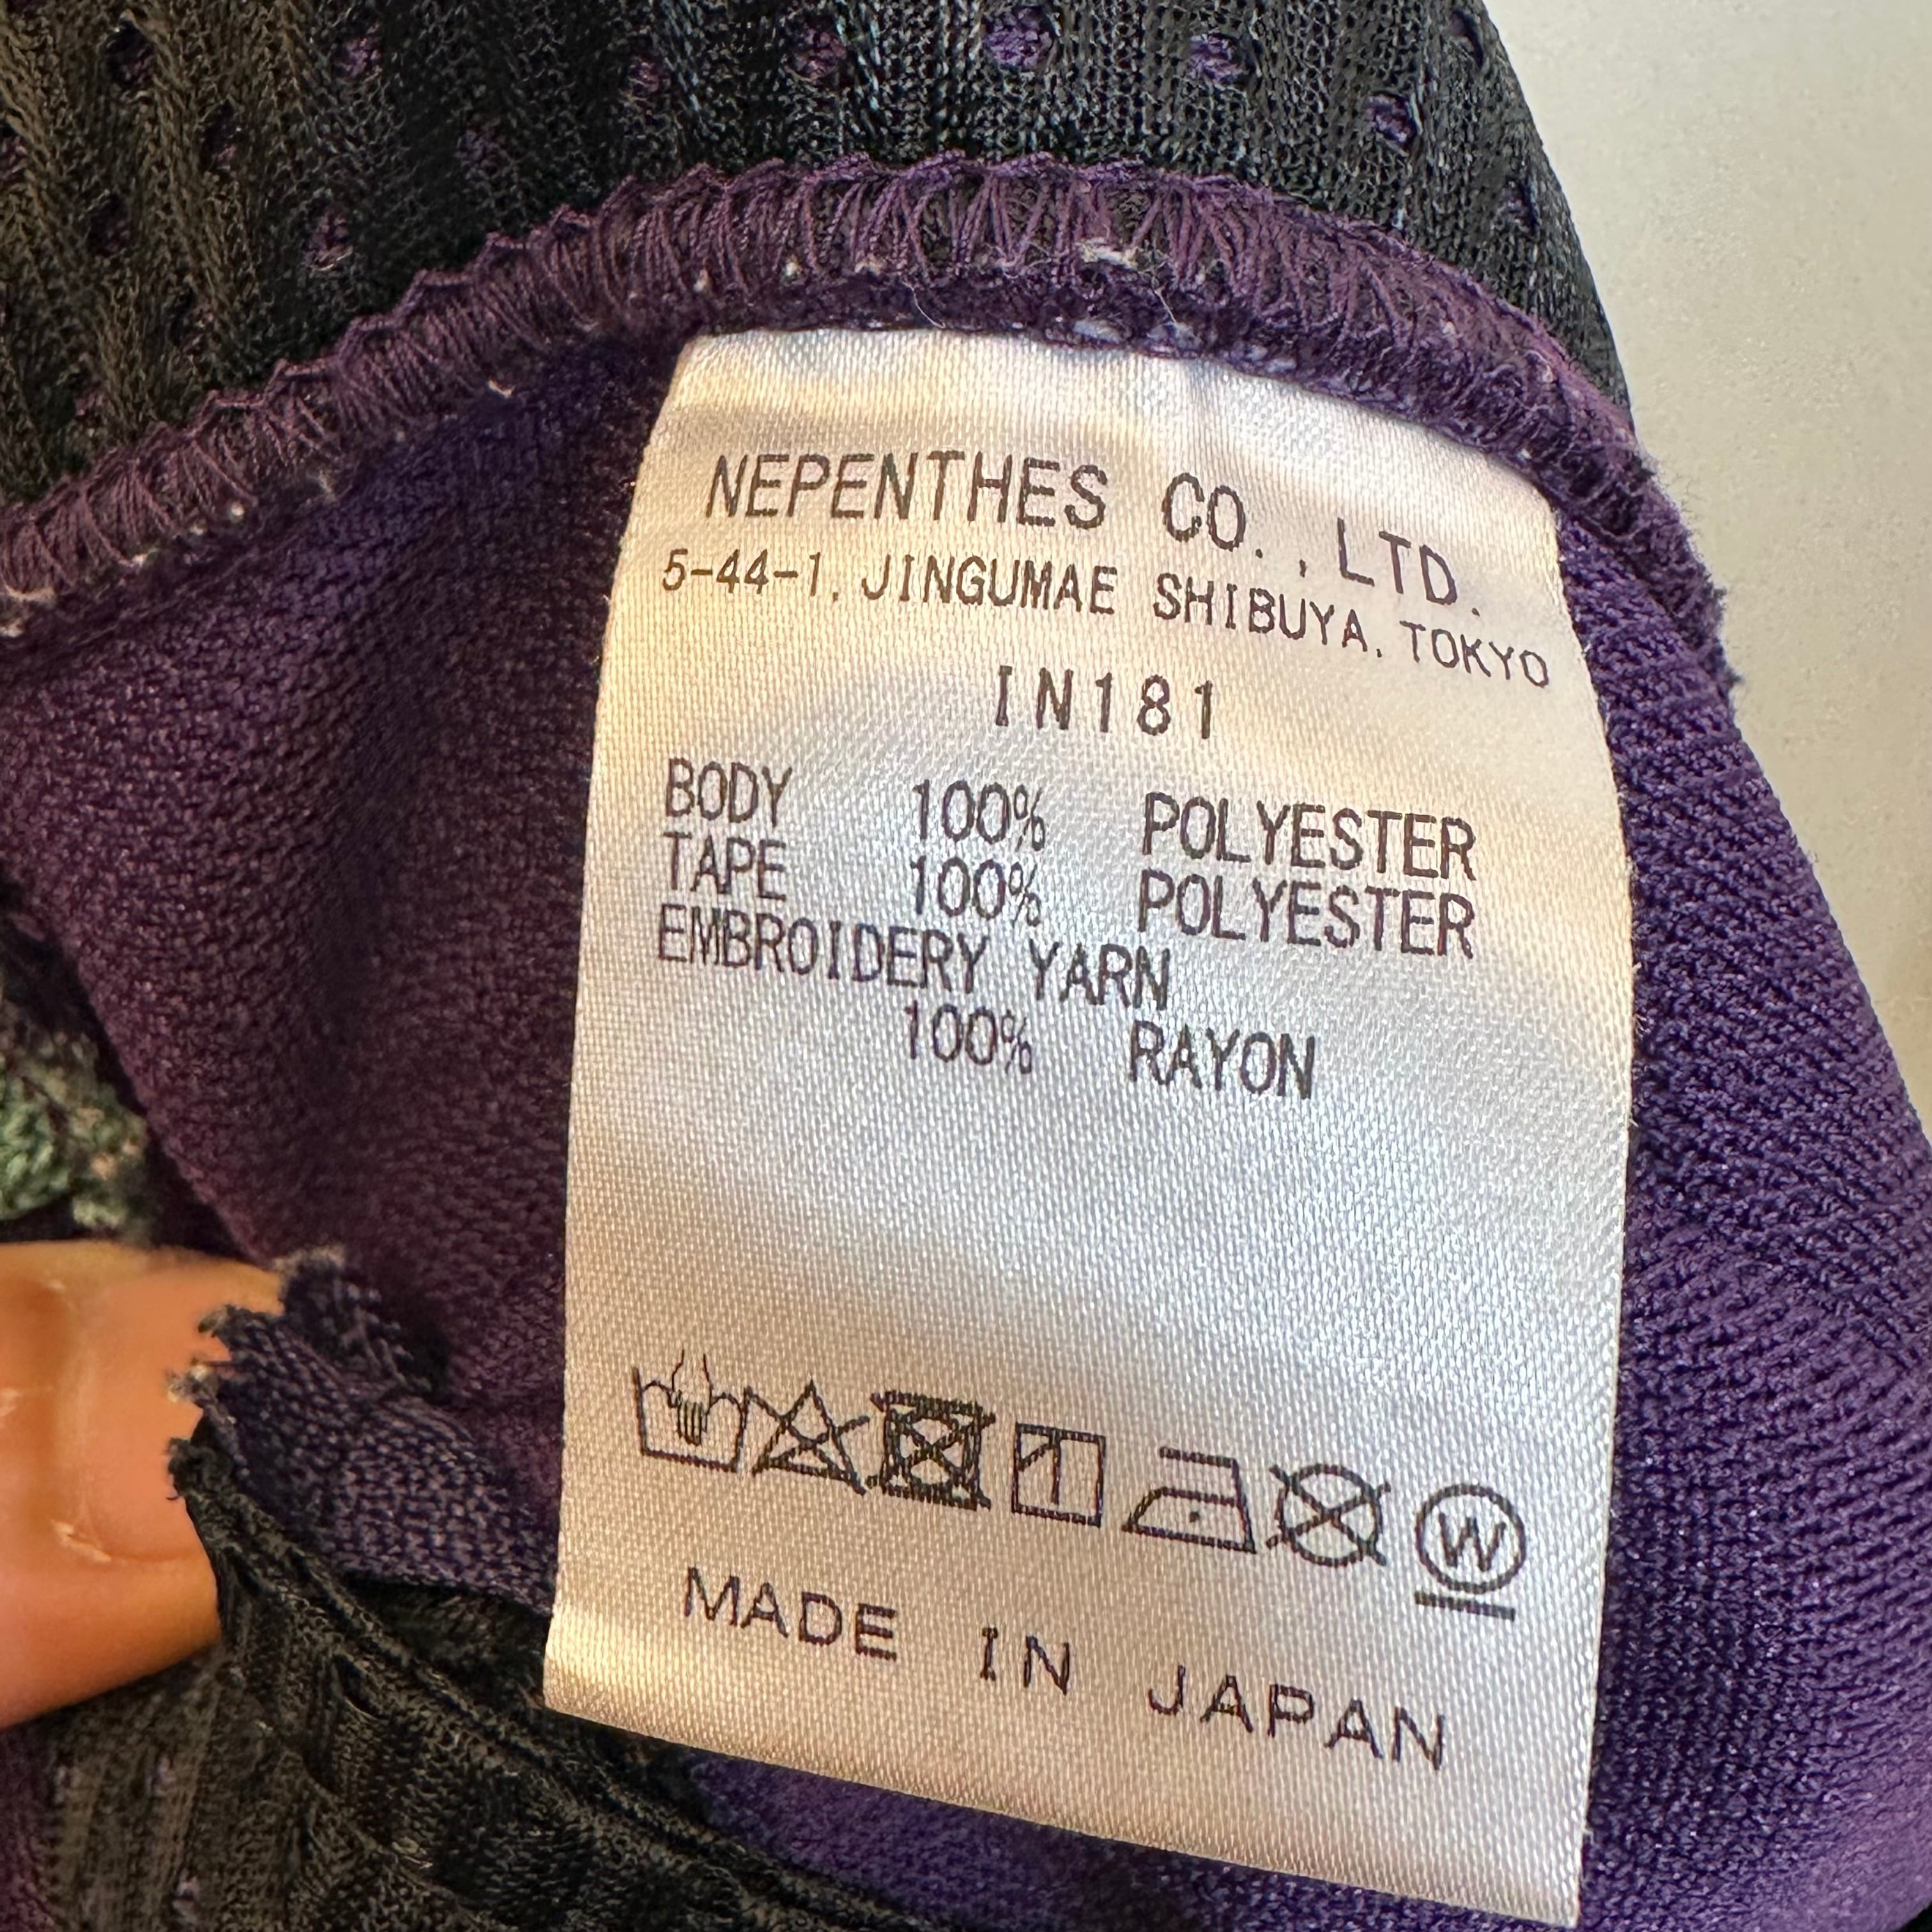 NEPENTHES CO.,LTD.
5-44-1, JINGUMAE SHIBUYA, TOKYO
IN181
BODY 100% POLYESTER
TAPE 100% POLYESTER
EMBROIDERY YARN
100% RAYON
W
MADE IN JAPAN